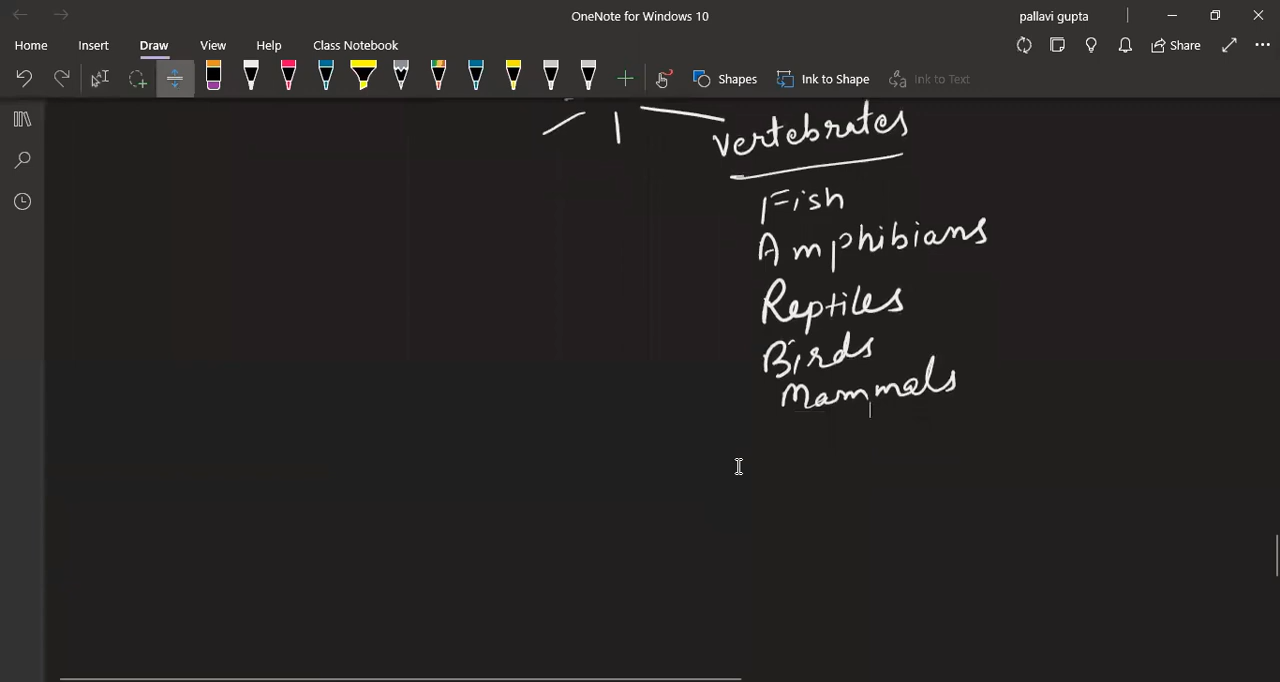 OneNote for Windows 10
pallavi gupta
Home Insert Draw View Help Class Notebook
Share
Shapes Ink to Shape Ink to Text
vertebrates
Fish
Amphibians
Reptiles
Birds
Mammals